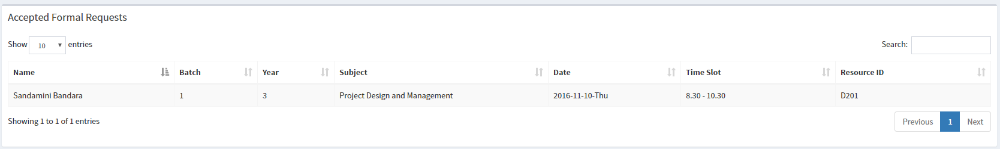 Accepted Formal Requests
Show 10 entries Search:
Name Batch Year Subject Date Time Slot Resource ID
Sandamini Bandara 1 3 Project Design and Management 2016-11-10-Thu 8.30 - 10.30 D201
Showing 1 to 1 of 1 entries Previous 1 Next